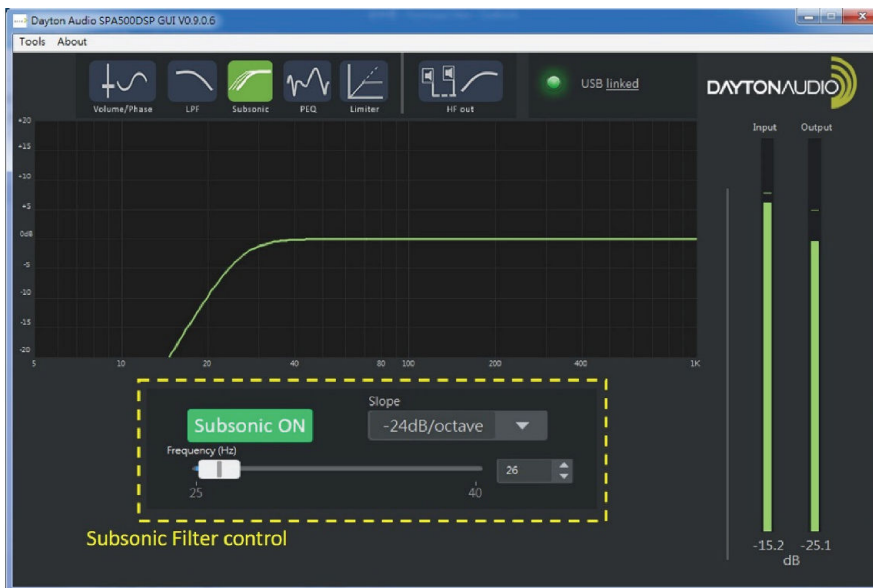 Dayton Audio SPA500DSP GUI V0.9.0.6
Tools About
Volume/Phase LPF Subsonic PEQ Limiter HF out
USB linked
DAYTONAUDIO
Input Output
+20
+15
+10
+5
0dB
-5
-10
-15
-20
5 10 20 40 80 100 200 400 1K
Slope
Subsonic ON -24dB/octave
Frequency (Hz)
26
25 40
Subsonic Filter control
-15.2 -25.1
dB